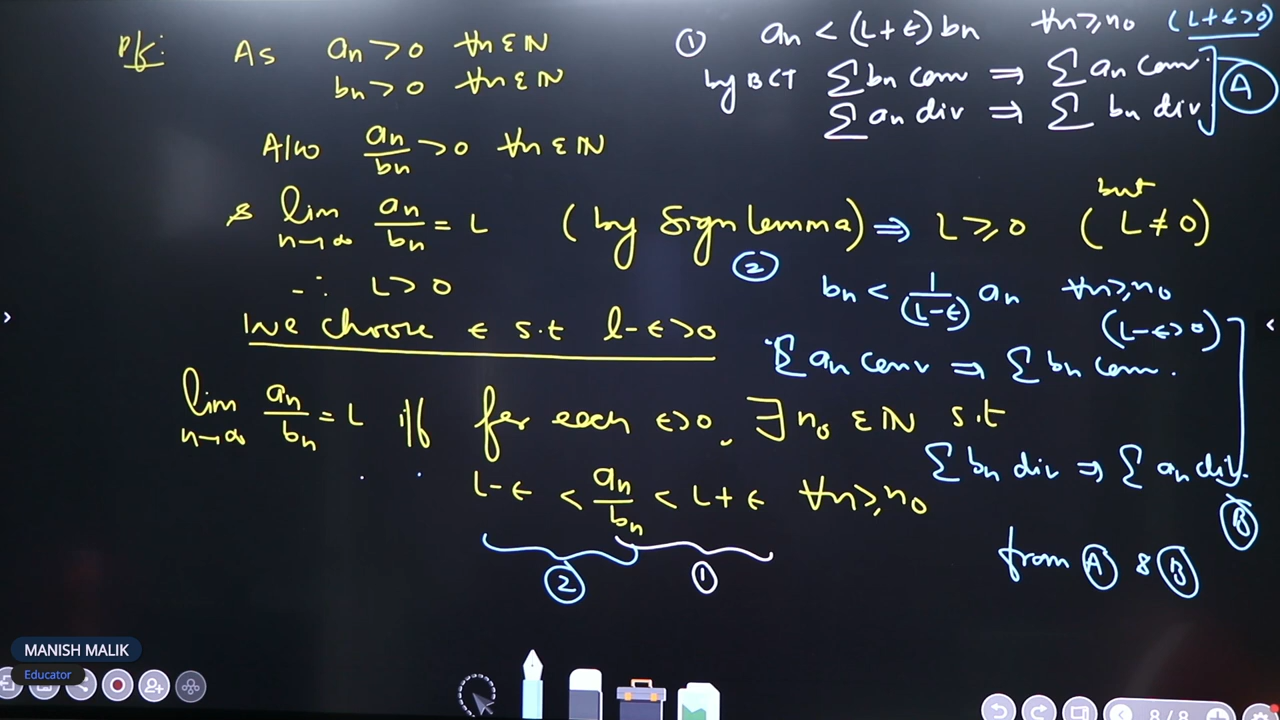 Pf:
As an > 0 ∀n ∈ ℕ
bn > 0 ∀n ∈ ℕ
Also an/bn > 0 ∀n ∈ ℕ
& lim n→∞ an/bn = L (by Sign lemma) ⇒ L ≥ 0 but (L ≠ 0)
∴ L > 0
We choose ϵ s.t l-ϵ>0
lim n→∞ an/bn = L iff for each ϵ>0, ∃ n₀ ∈ ℕ s.t
L-ϵ < an/bn < L+ϵ ∀n ≥ n₀
② ①
① an < (L+ϵ) bn ∀n ≥ n₀ (L+ϵ>0)
by BCT Σ bn conv ⇒ Σ an conv.
Σ an div ⇒ Σ bn div
A
② bn < 1/(L-ϵ) an ∀n ≥ n₀
(L-ϵ>0)
Σ an conv ⇒ Σ bn conv.
Σ bn div ⇒ Σ an div.
B
from A & B
MANISH MALIK
Educator
8 / 8